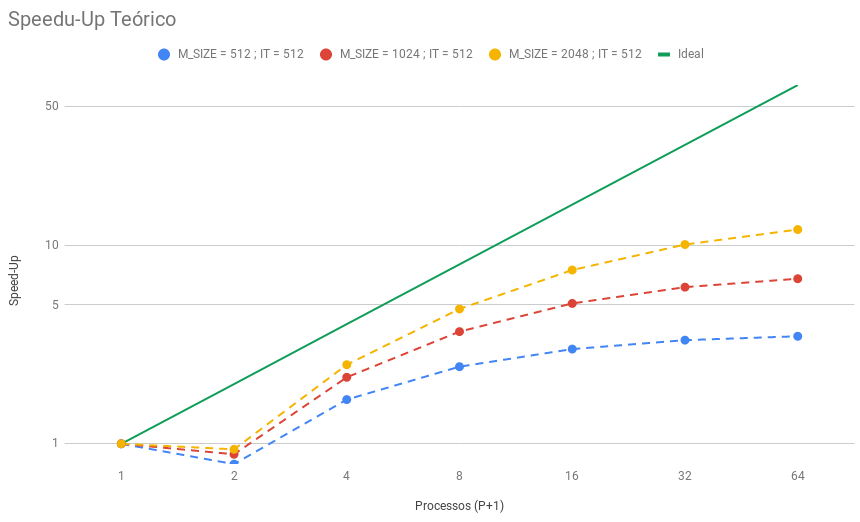 Speedu-Up Teórico
M_SIZE = 512 ; IT = 512 M_SIZE = 1024 ; IT = 512 M_SIZE = 2048 ; IT = 512 Ideal
50
10
5
1
Speed-Up
1 2 4 8 16 32 64
Processos (P+1)